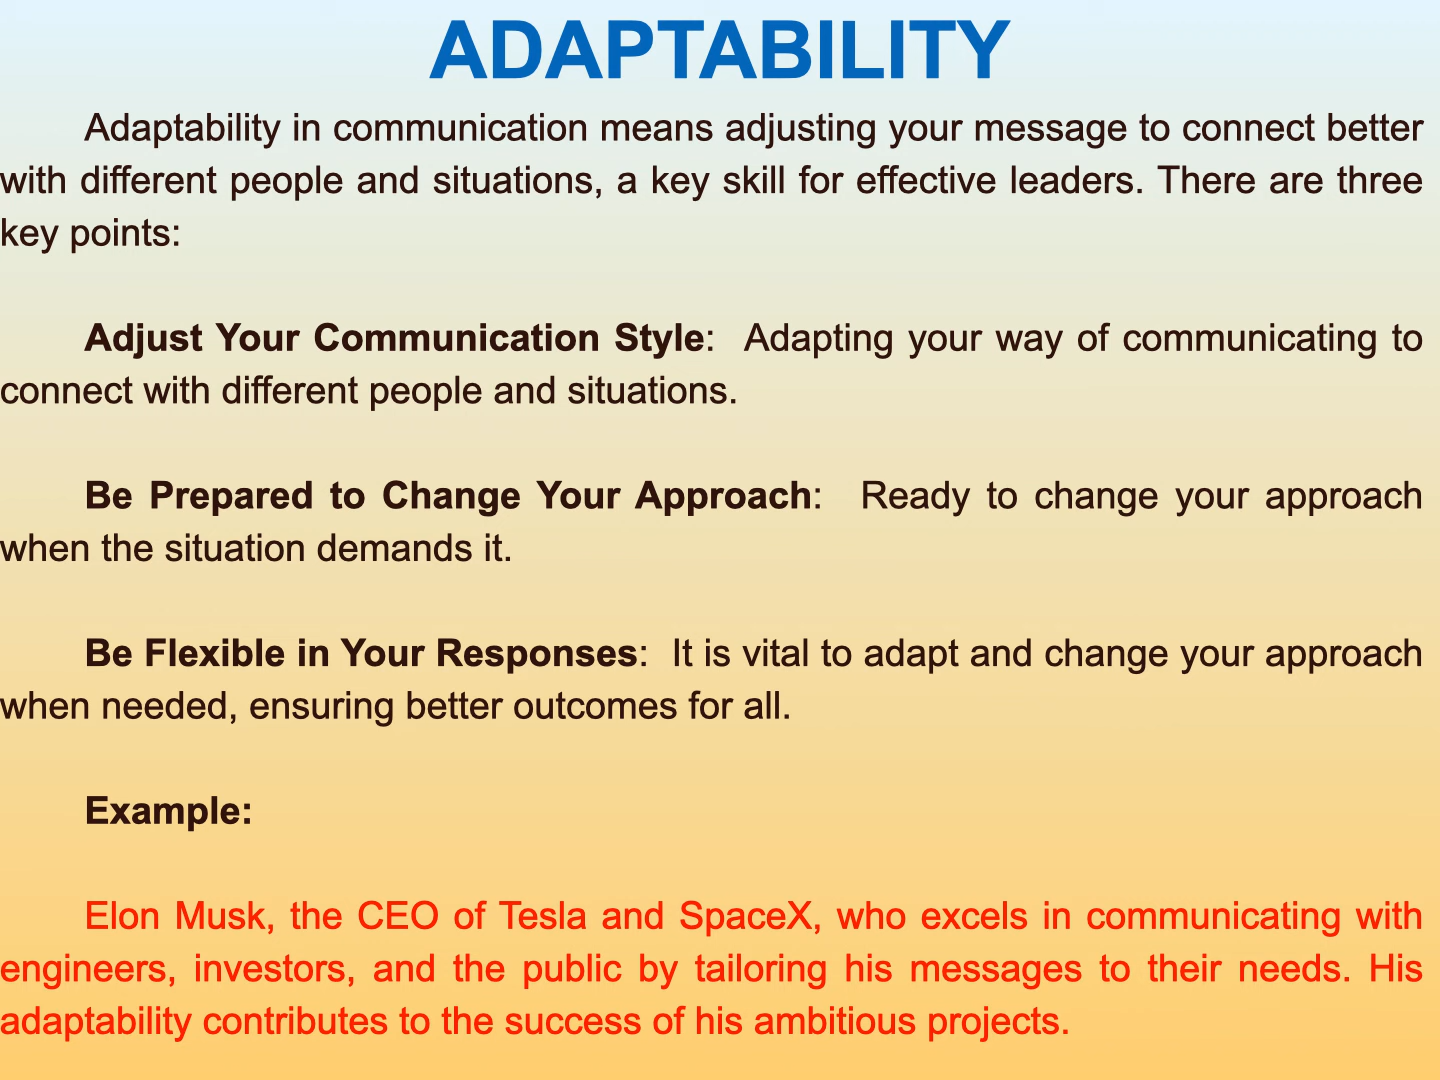 ADAPTABILITY
Adaptability in communication means adjusting your message to connect better
with different people and situations, a key skill for effective leaders. There are three
key points:
Adjust Your Communication Style: Adapting your way of communicating to
connect with different people and situations.
Be Prepared to Change Your Approach: Ready to change your approach
when the situation demands it.
Be Flexible in Your Responses: It is vital to adapt and change your approach
when needed, ensuring better outcomes for all.
Example:
Elon Musk, the CEO of Tesla and SpaceX, who excels in communicating with
engineers, investors, and the public by tailoring his messages to their needs. His
adaptability contributes to the success of his ambitious projects.